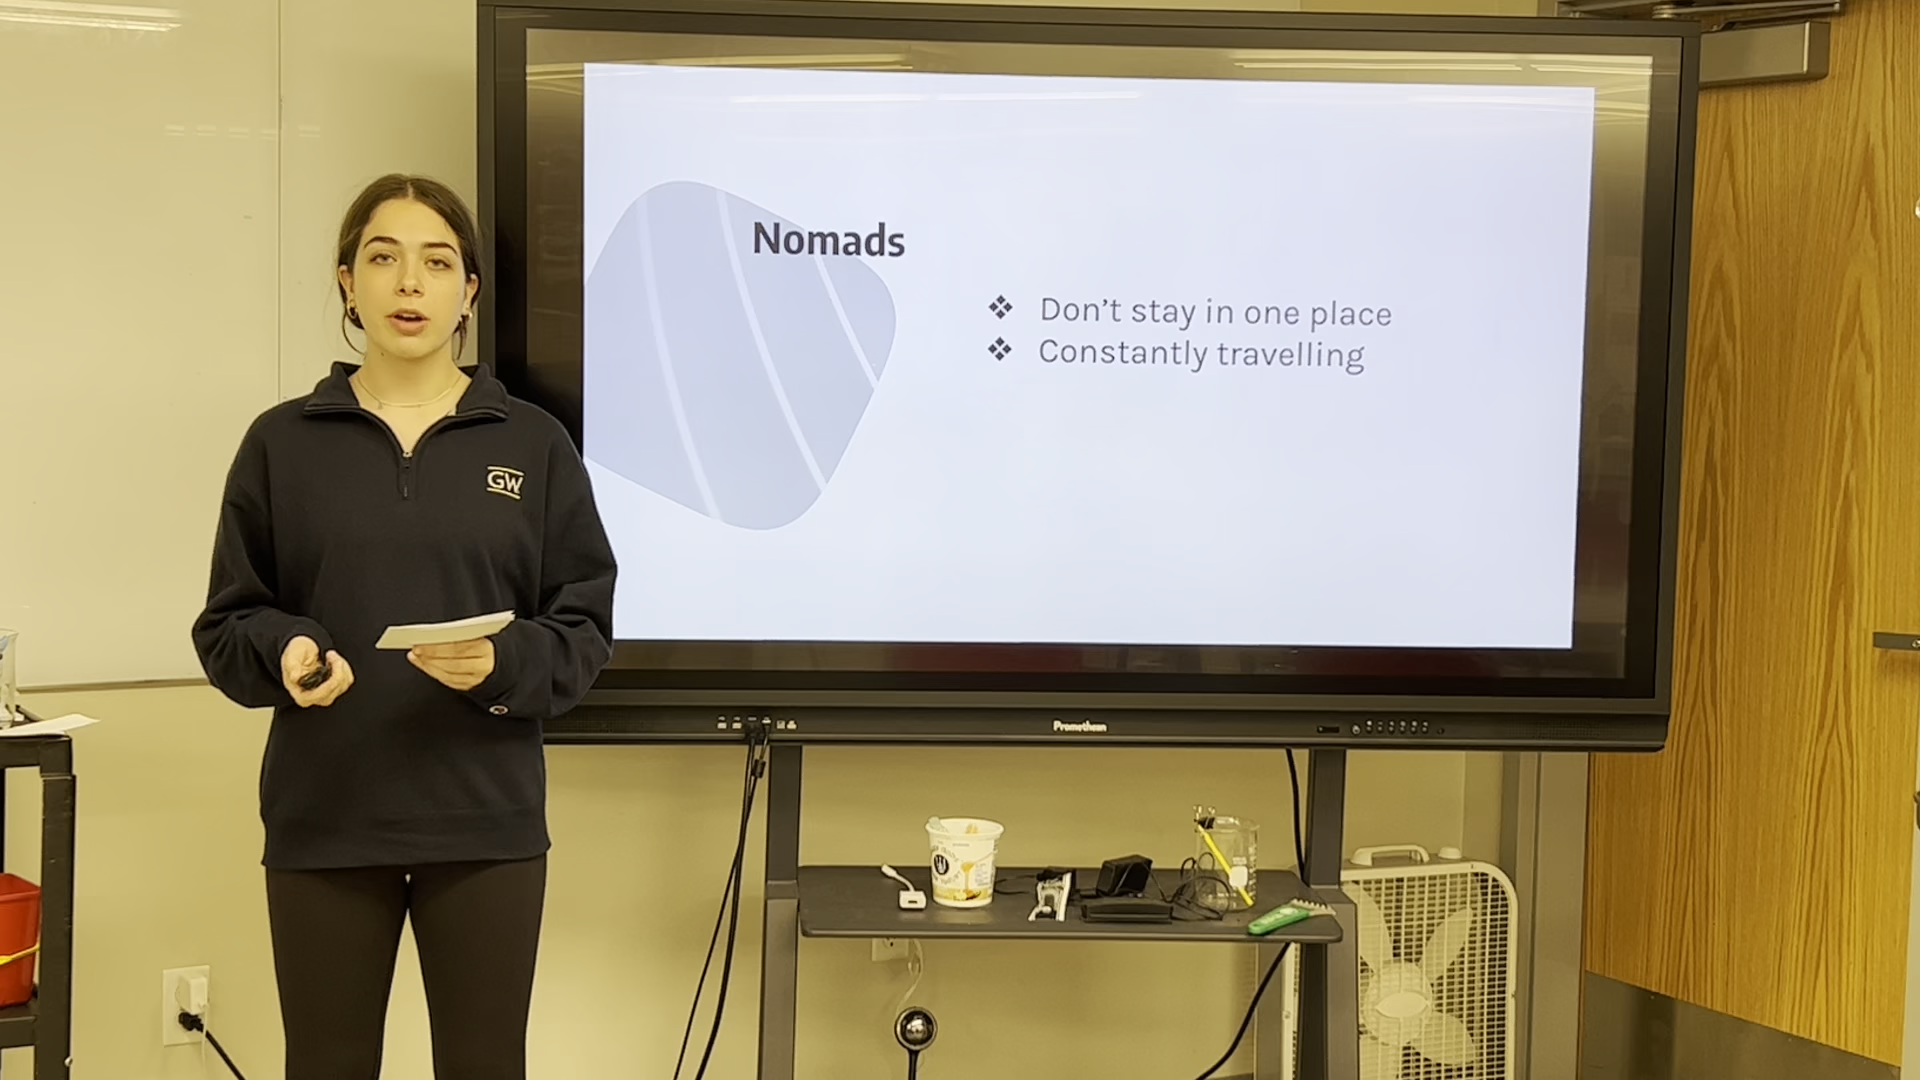 Nomads
❖ Don't stay in one place
❖ Constantly travelling
GW
Promethean